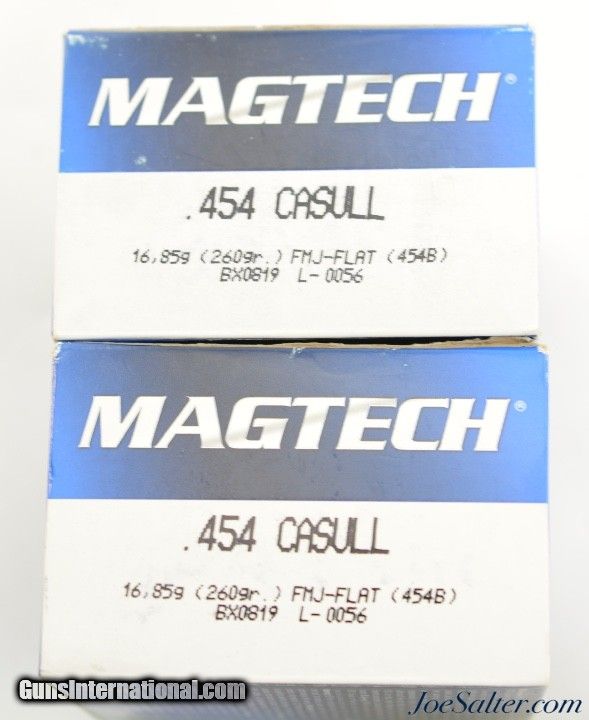 MAGTECH®
.454 CASULL
16,85g (260gr.) FMJ-FLAT (454B)
BX0819 L-0056
MAGTECH®
.454 CASULL
16,85g (260gr.) FMJ-FLAT (454B)
BX0819 L-0056
GunsInternational.com
JoeSalter.com